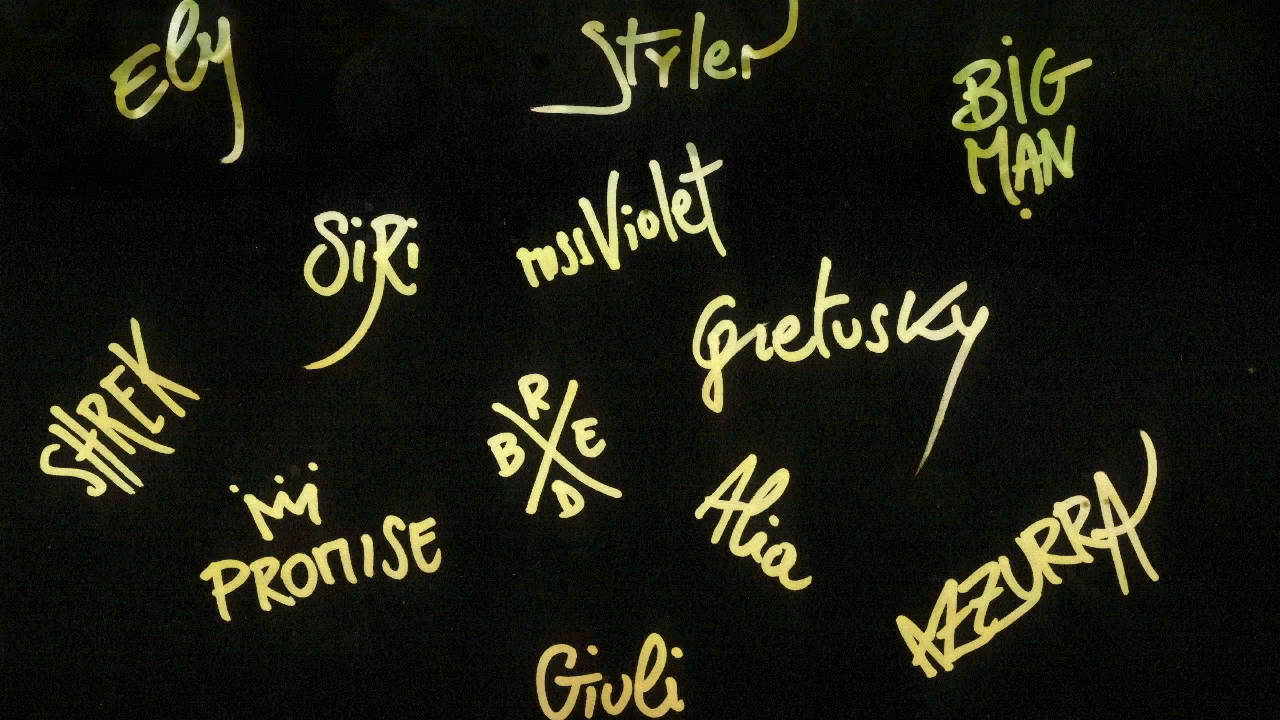 Ely
Styler
BiG
MAN
SiRi
missViolet
Gretusky
SHREK
R
B E
D
PROMISE
Alia
AZZURRA
Giuli